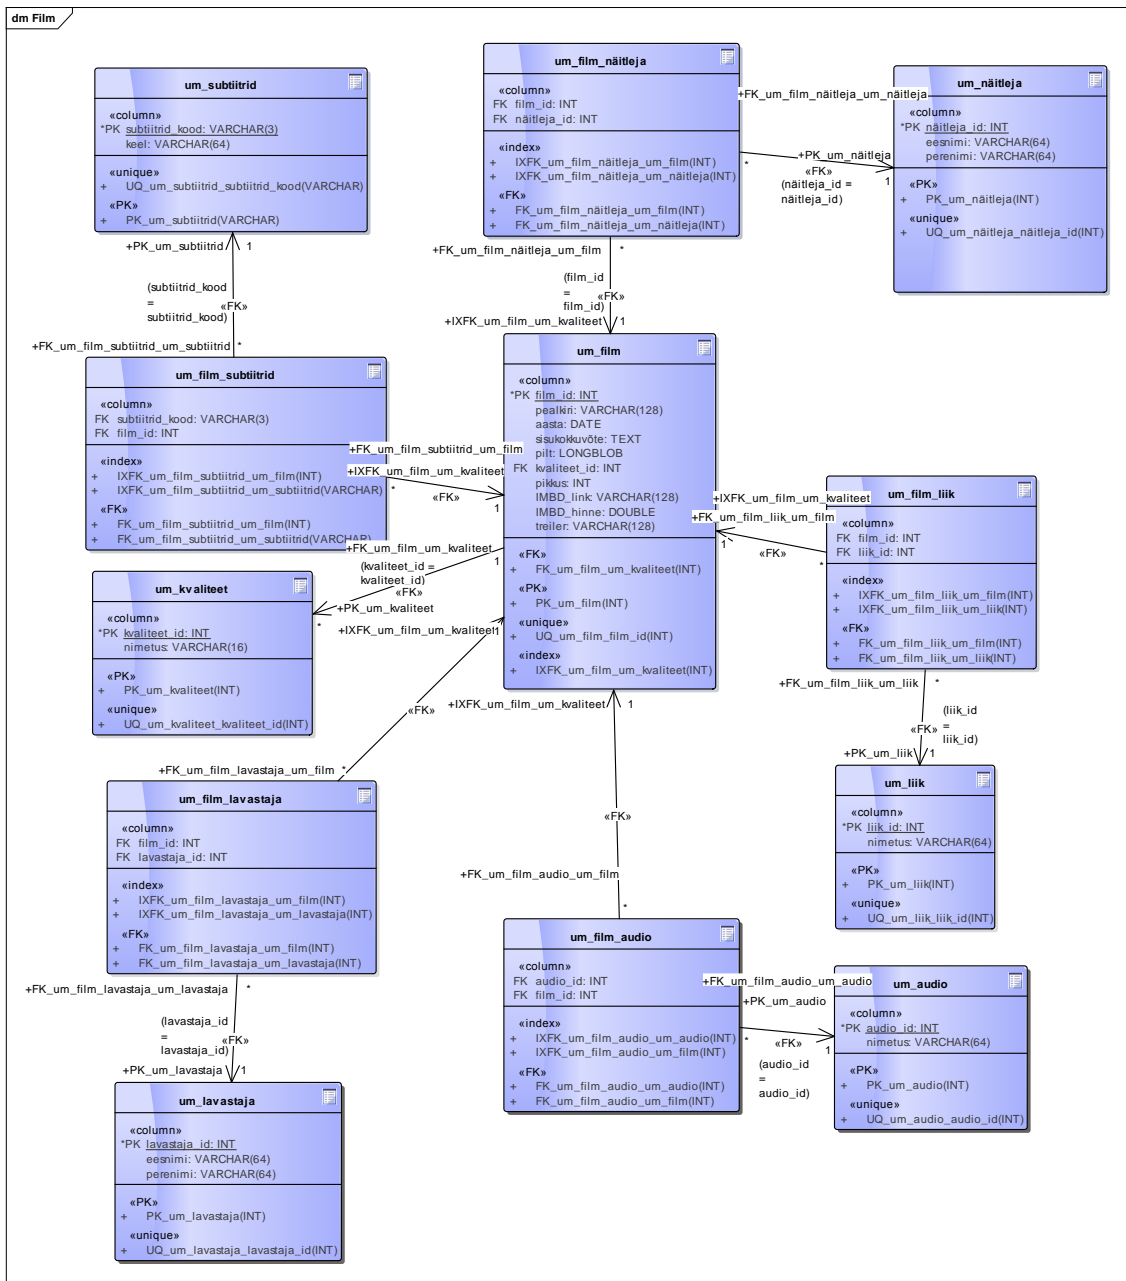 dm Film
um_subtiitrid
«column»
*PK subtiitrid_kood: VARCHAR(3)
keel: VARCHAR(64)
«unique»
+ UQ_um_subtiitrid_subtiitrid_kood(VARCHAR)
«PK»
+ PK_um_subtiitrid(VARCHAR)
+PK_um_subtiitrid
1
(subtiitrid_kood
=
subtiitrid_kood)
«FK»
+FK_um_film_subtiitrid_um_subtiitrid
*
um_film_näitleja
«column»
FK film_id: INT
FK näitleja_id: INT
«index»
+ IXFK_um_film_näitleja_um_film(INT)
+ IXFK_um_film_näitleja_um_näitleja(INT)
«FK»
+ FK_um_film_näitleja_um_film(INT)
+ FK_um_film_näitleja_um_näitleja(INT)
+FK_um_film_näitleja_um_näitleja
*
+PK_um_näitleja
«FK»
1
(näitleja_id =
näitleja_id)
um_näitleja
«column»
*PK näitleja_id: INT
eesnimi: VARCHAR(64)
perenimi: VARCHAR(64)
«PK»
+ PK_um_näitleja(INT)
«unique»
+ UQ_um_näitleja_näitleja_id(INT)
+FK_um_film_näitleja_um_film
*
(film_id
=
film_id)
«FK»
+IXFK_um_film_um_kvaliteet
1
um_film_subtiitrid
«column»
FK subtiitrid_kood: VARCHAR(3)
FK film_id: INT
«index»
+ IXFK_um_film_subtiitrid_um_film(INT)
+ IXFK_um_film_subtiitrid_um_subtiitrid(VARCHAR)
«FK»
+ FK_um_film_subtiitrid_um_film(INT)
+ FK_um_film_subtiitrid_um_subtiitrid(VARCHAR)
+FK_um_film_subtiitrid_um_film
+IXFK_um_film_um_kvaliteet
*
«FK»
1
um_film
«column»
*PK film_id: INT
pealkiri: VARCHAR(128)
aasta: DATE
sisukokkuvõte: TEXT
pilt: LONGBLOB
FK kvaliteet_id: INT
pikkus: INT
IMBD_link: VARCHAR(128)
IMBD_hinne: DOUBLE
treiler: VARCHAR(128)
«FK»
+ FK_um_film_um_kvaliteet(INT)
«PK»
+ PK_um_film(INT)
«unique»
+ UQ_um_film_film_id(INT)
«index»
+ IXFK_um_film_um_kvaliteet(INT)
+IXFK_um_film_um_kvaliteet
+FK_um_film_liik_um_film
1
«FK»
*
um_film_liik
«column»
FK film_id: INT
FK liik_id: INT
«index»
+ IXFK_um_film_liik_um_film(INT)
+ IXFK_um_film_liik_um_liik(INT)
«FK»
+ FK_um_film_liik_um_film(INT)
+ FK_um_film_liik_um_liik(INT)
+FK_um_film_um_kvaliteet
1
(kvaliteet_id =
kvaliteet_id)
«FK»
+PK_um_kvaliteet
*
um_kvaliteet
«column»
*PK kvaliteet_id: INT
nimetus: VARCHAR(16)
«PK»
+ PK_um_kvaliteet(INT)
«unique»
+ UQ_um_kvaliteet_kvaliteet_id(INT)
+IXFK_um_film_um_kvaliteet
1
«FK»
+FK_um_film_lavastaja_um_film
*
+FK_um_film_liik_um_liik
*
(liik_id
=
liik_id)
«FK»
+PK_um_liik
1
um_liik
«column»
*PK liik_id: INT
nimetus: VARCHAR(64)
«PK»
+ PK_um_liik(INT)
«unique»
+ UQ_um_liik_liik_id(INT)
+IXFK_um_film_um_kvaliteet
1
«FK»
+FK_um_film_audio_um_film
*
um_film_lavastaja
«column»
FK film_id: INT
FK lavastaja_id: INT
«index»
+ IXFK_um_film_lavastaja_um_film(INT)
+ IXFK_um_film_lavastaja_um_lavastaja(INT)
«FK»
+ FK_um_film_lavastaja_um_film(INT)
+ FK_um_film_lavastaja_um_lavastaja(INT)
+FK_um_film_lavastaja_um_lavastaja
*
(lavastaja_id
=
lavastaja_id)
«FK»
+PK_um_lavastaja
1
um_film_audio
«column»
FK audio_id: INT
FK film_id: INT
«index»
+ IXFK_um_film_audio_um_audio(INT)
+ IXFK_um_film_audio_um_film(INT)
«FK»
+ FK_um_film_audio_um_audio(INT)
+ FK_um_film_audio_um_film(INT)
+FK_um_film_audio_um_audio
+PK_um_audio
*
«FK»
1
(audio_id
=
audio_id)
um_audio
«column»
*PK audio_id: INT
nimetus: VARCHAR(64)
«PK»
+ PK_um_audio(INT)
«unique»
+ UQ_um_audio_audio_id(INT)
um_lavastaja
«column»
*PK lavastaja_id: INT
eesnimi: VARCHAR(64)
perenimi: VARCHAR(64)
«PK»
+ PK_um_lavastaja(INT)
«unique»
+ UQ_um_lavastaja_lavastaja_id(INT)